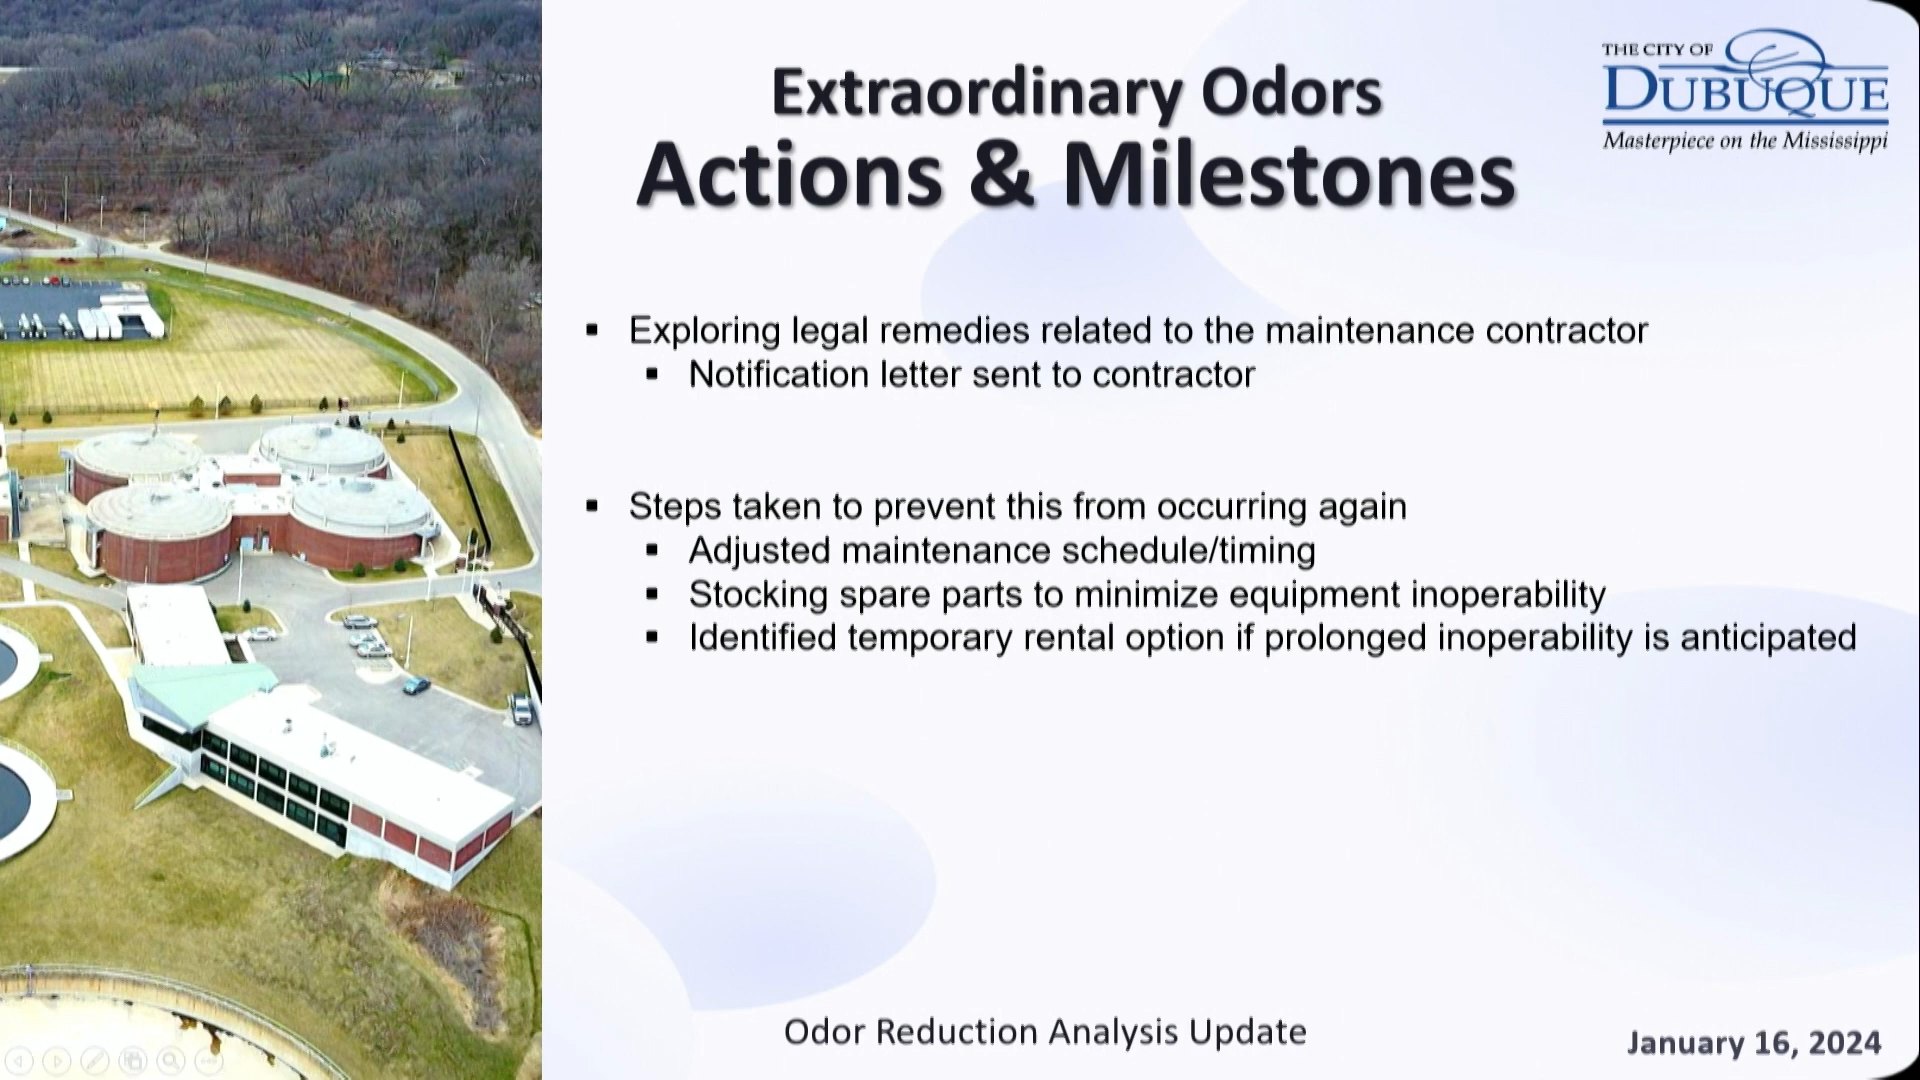 Extraordinary Odors
Actions & Milestones
THE CITY OF
DUBUQUE
Masterpiece on the Mississippi
▪ Exploring legal remedies related to the maintenance contractor
▪ Notification letter sent to contractor
▪ Steps taken to prevent this from occurring again
▪ Adjusted maintenance schedule/timing
▪ Stocking spare parts to minimize equipment inoperability
▪ Identified temporary rental option if prolonged inoperability is anticipated
Odor Reduction Analysis Update
January 16, 2024